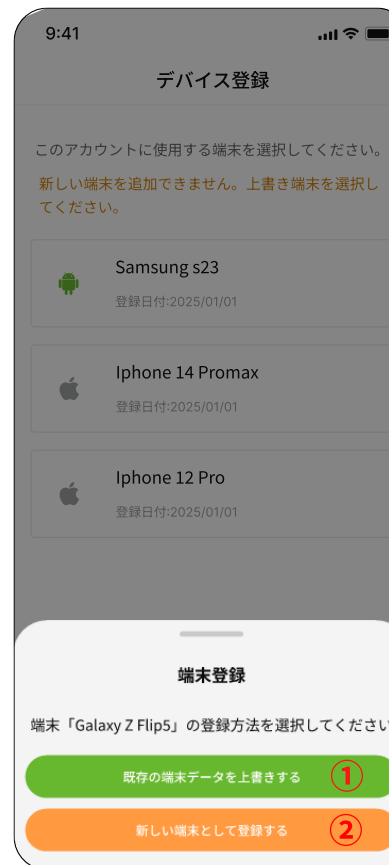 9:41
デバイス登録
このアカウントに使用する端末を選択してください。
新しい端末を追加できません。上書き端末を選択し
てください。
Samsung s23
登録日付:2025/01/01
Iphone 14 Promax
登録日付:2025/01/01
Iphone 12 Pro
登録日付:2025/01/01
端末登録
端末「Galaxy Z Flip5」の登録方法を選択してくださ
既存の端末データを上書きする ①
新しい端末として登録する ②